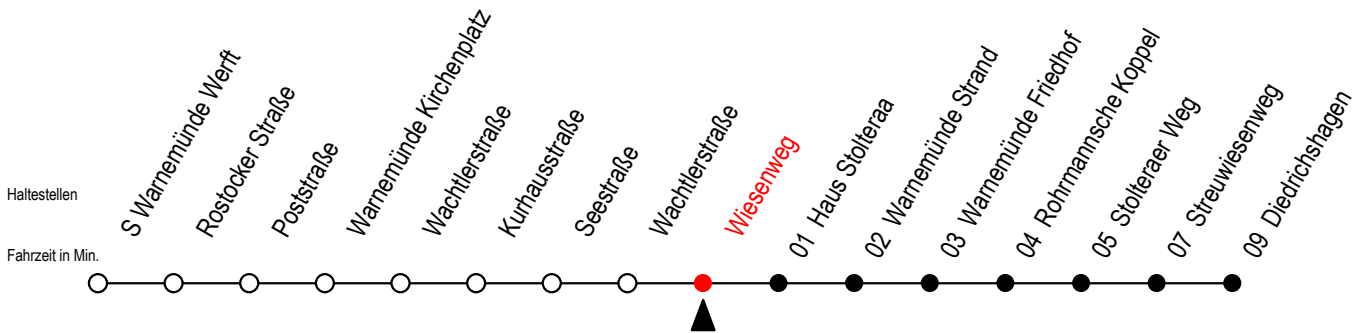 Haltestellen
Fahrzeit in Min.
S Warnemünde Werft
Rostocker Straße
Poststraße
Warnemünde Kirchenplatz
Wachtlerstraße
Kurhausstraße
Seestraße
Wachtlerstraße
Wiesenweg
01 Haus Stolteraa
02 Warnemünde Strand
03 Warnemünde Friedhof
04 Rohrmannsche Koppel
05 Stolteraer Weg
07 Streuwiesenweg
09 Diedrichshagen